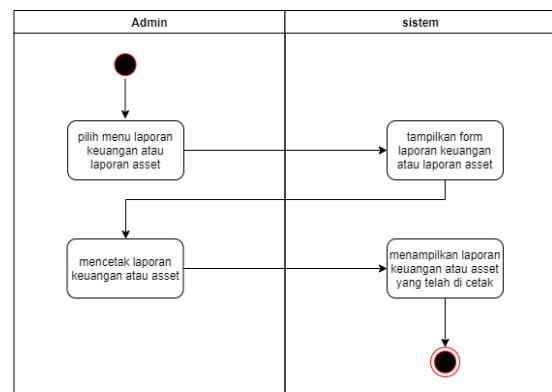 Admin
sistem
pilih menu laporan
keuangan atau
laporan asset
tampilkan form
laporan keuangan
atau laporan asset
mencetak laporan
keuangan atau asset
menampilkan laporan
keuangan atau asset
yang telah di cetak